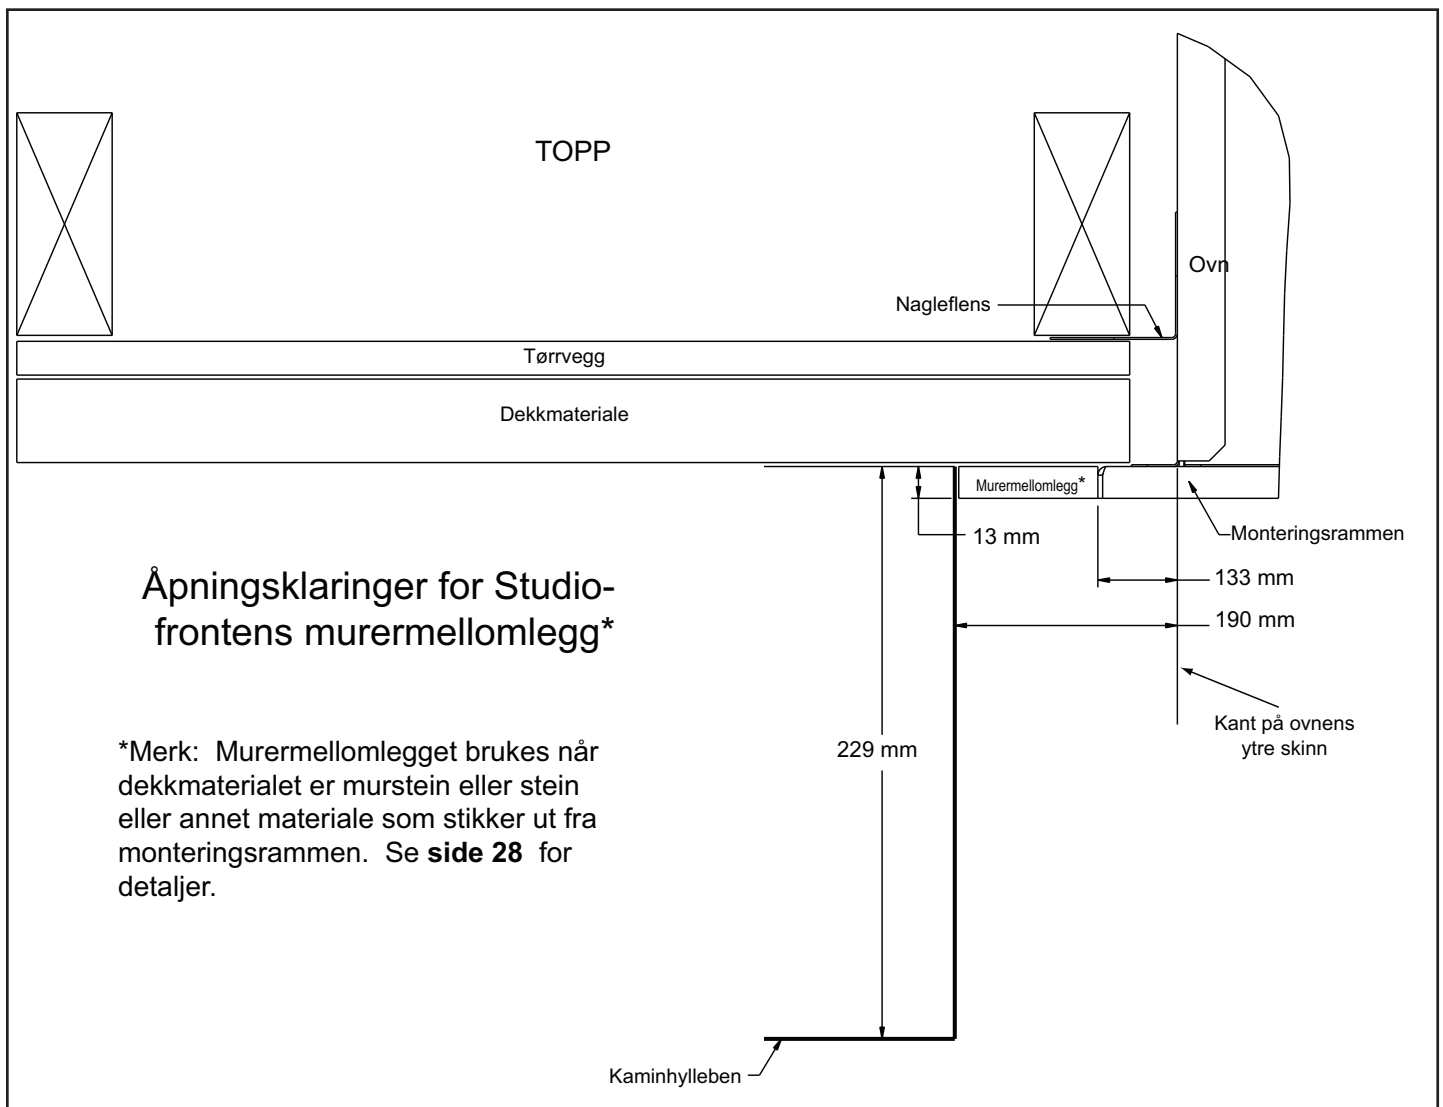 TOPP
Ovn
Nagleflens
Tørrvegg
Dekkmateriale
Murermellomlegg*
13 mm
Monteringsrammen
133 mm
190 mm
Åpningsklaringer for Studio-
frontens murermellomlegg*
Kant på ovnens
ytre skinn
*Merk: Murermellomlegget brukes når
dekkmaterialet er murstein eller stein
eller annet materiale som stikker ut fra
monteringsrammen. Se side 28 for
detaljer.
229 mm
Kaminhylleben